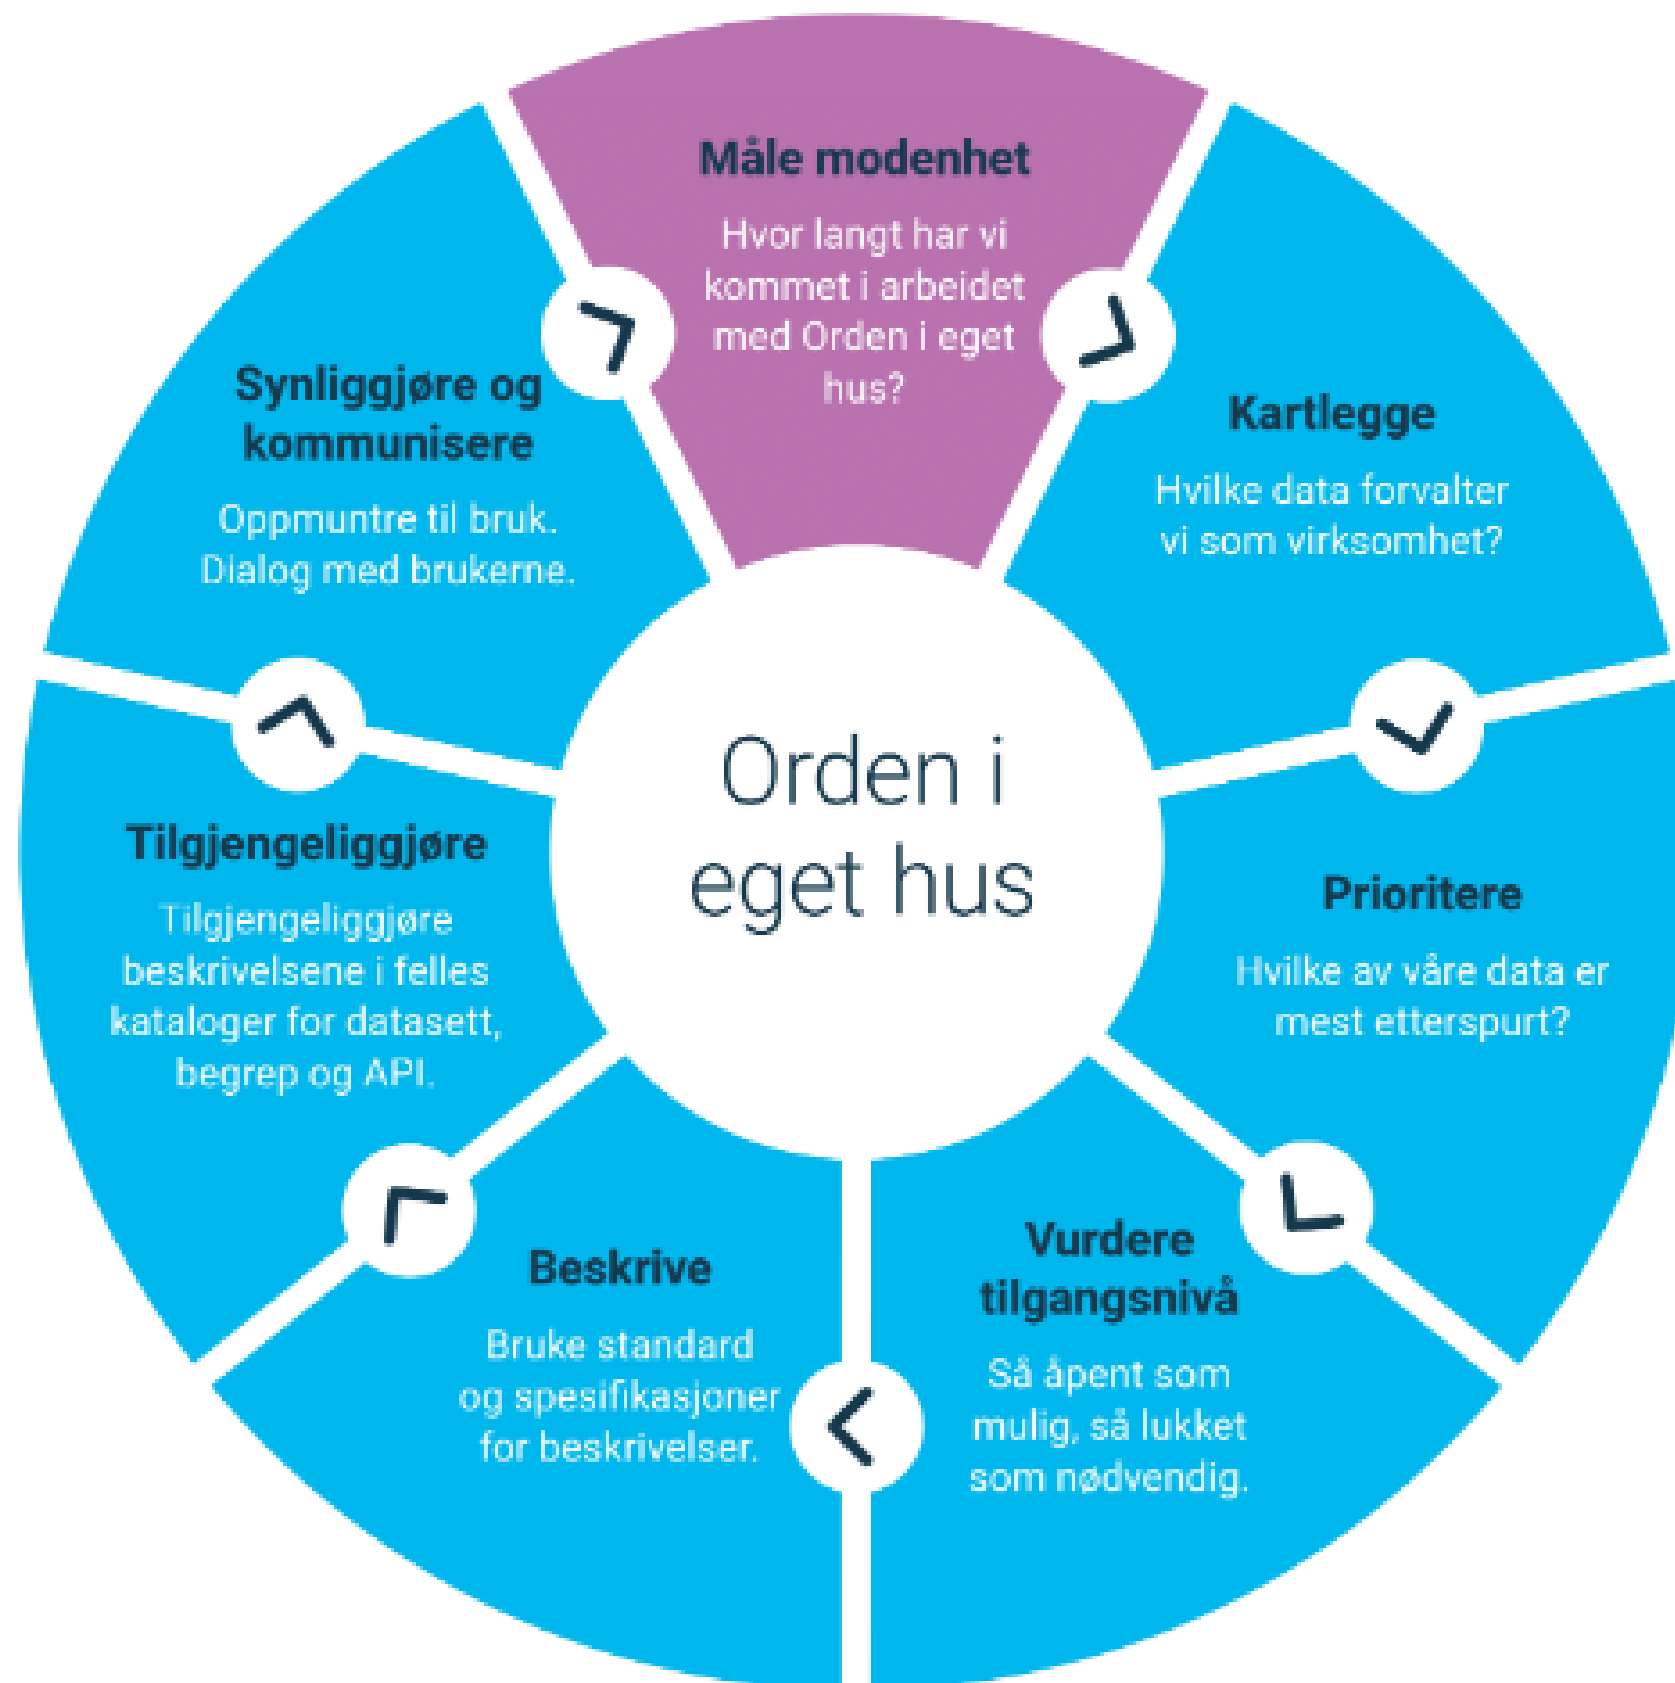 Måle modenhet
Hvor langt har vi
kommet i arbeidet
med Orden i eget
hus?
Kartlegge
Hvilke data forvalter
vi som virksomhet?
Prioritere
Hvilke av våre data er
mest etterspurt?
Vurdere
tilgangsnivå
Så åpent som
mulig, så lukket
som nødvendig.
Beskrive
Bruke standard
og spesifikasjoner
for beskrivelser.
Tilgjengeliggjøre
Tilgjengeliggjøre
beskrivelsene i felles
kataloger for datasett,
begrep og API.
Synliggjøre og
kommunisere
Oppmuntre til bruk.
Dialog med brukerne.
Orden i
eget hus